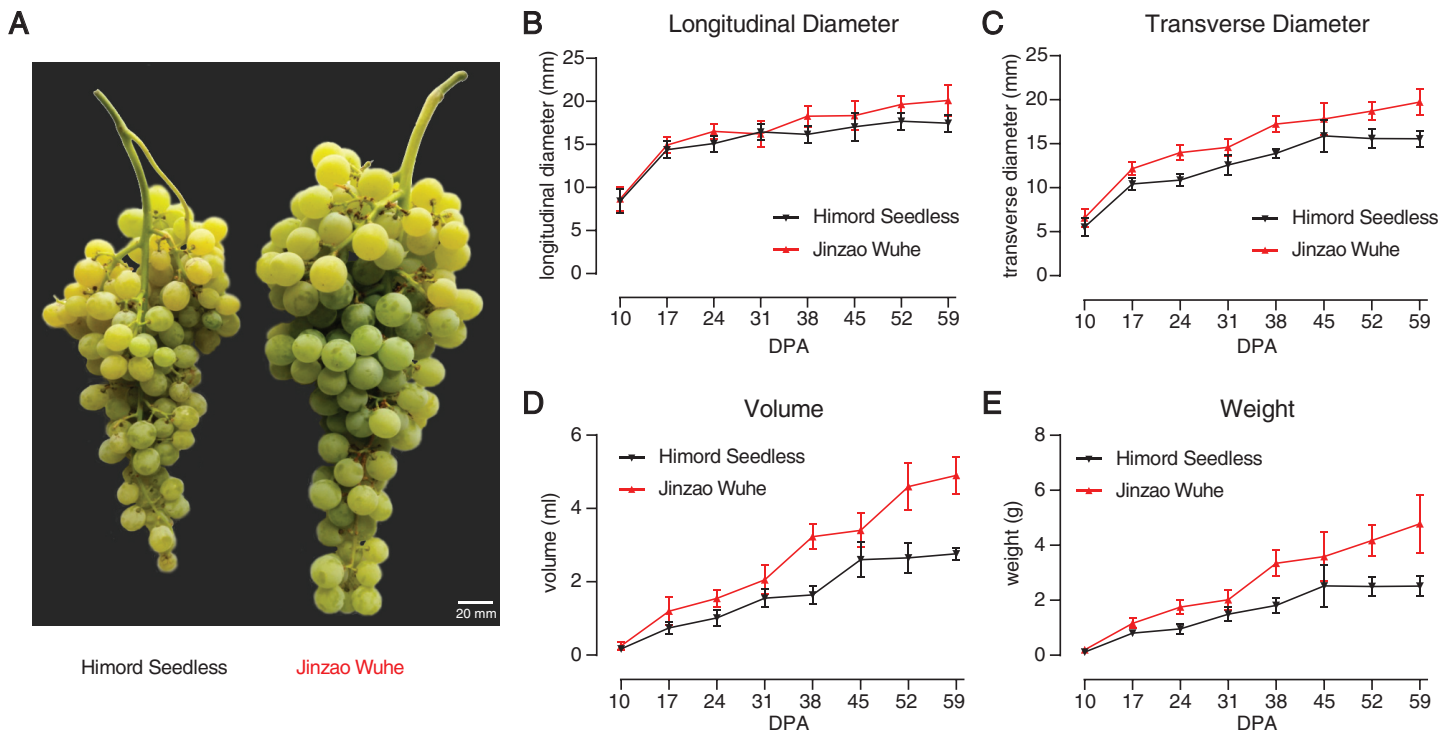 A
20 mm
Himord Seedless
Jinzao Wuhe
B
Longitudinal Diameter
longitudinal diameter (mm)
25
20
15
10
5
0
Himord Seedless
Jinzao Wuhe
10 17 24 31 38 45 52 59
DPA
C
Transverse Diameter
transverse diameter (mm)
25
20
15
10
5
0
Himord Seedless
Jinzao Wuhe
10 17 24 31 38 45 52 59
DPA
D
Volume
volume (ml)
6
4
2
0
Himord Seedless
Jinzao Wuhe
10 17 24 31 38 45 52 59
DPA
E
Weight
weight (g)
8
6
4
2
0
Himord Seedless
Jinzao Wuhe
10 17 24 31 38 45 52 59
DPA